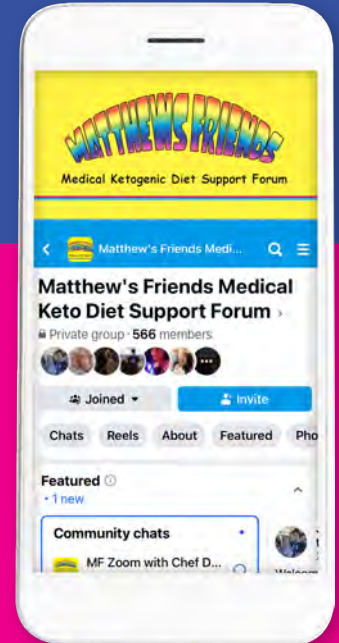 MATTHEWS FRIENDS
Medical Ketogenic Diet Support Forum
Matthew's Friends Medi...
Matthew's Friends Medical
Keto Diet Support Forum
Private group · 566 members
Joined
Invite
Chats Reels About Featured Pho
Featured
• 1 new
Community chats
MF Zoom with Chef D...